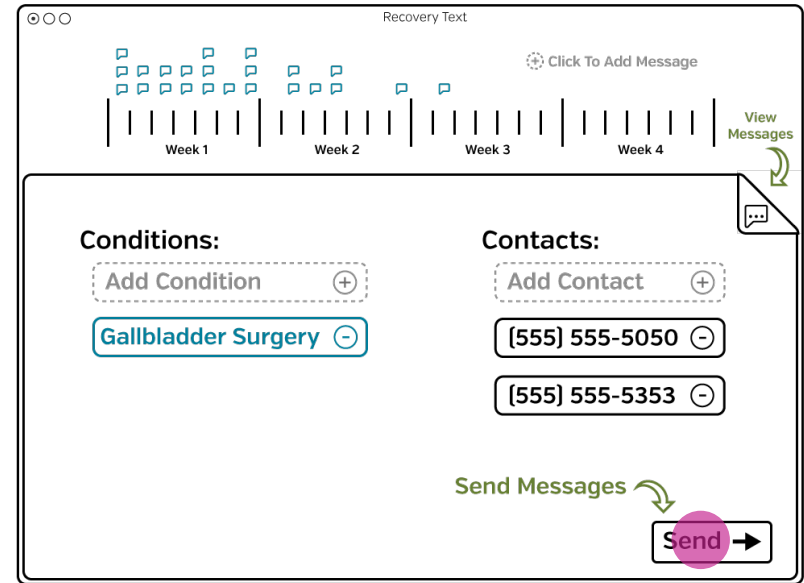 Recovery Text
Click To Add Message
Week 1
Week 2
Week 3
Week 4
View
Messages
Conditions:
Add Condition
Gallbladder Surgery
Contacts:
Add Contact
(555) 555-5050
(555) 555-5353
Send Messages
Send